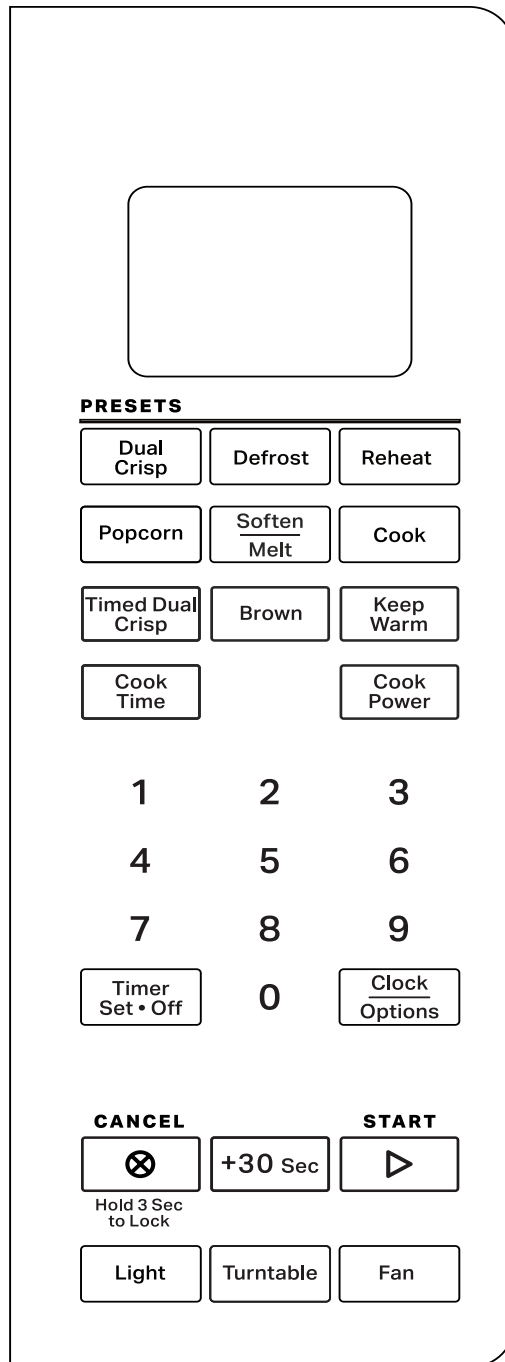 PRESETS
Dual
Crisp
Defrost
Reheat
Popcorn
Soften
Melt
Cook
Timed Dual
Crisp
Brown
Keep
Warm
Cook
Time
Cook
Power
1 2 3
4 5 6
7 8 9
Timer
Set • Off
0
Clock
Options
CANCEL
Hold 3 Sec
to Lock
+30 Sec
START
Light
Turntable
Fan